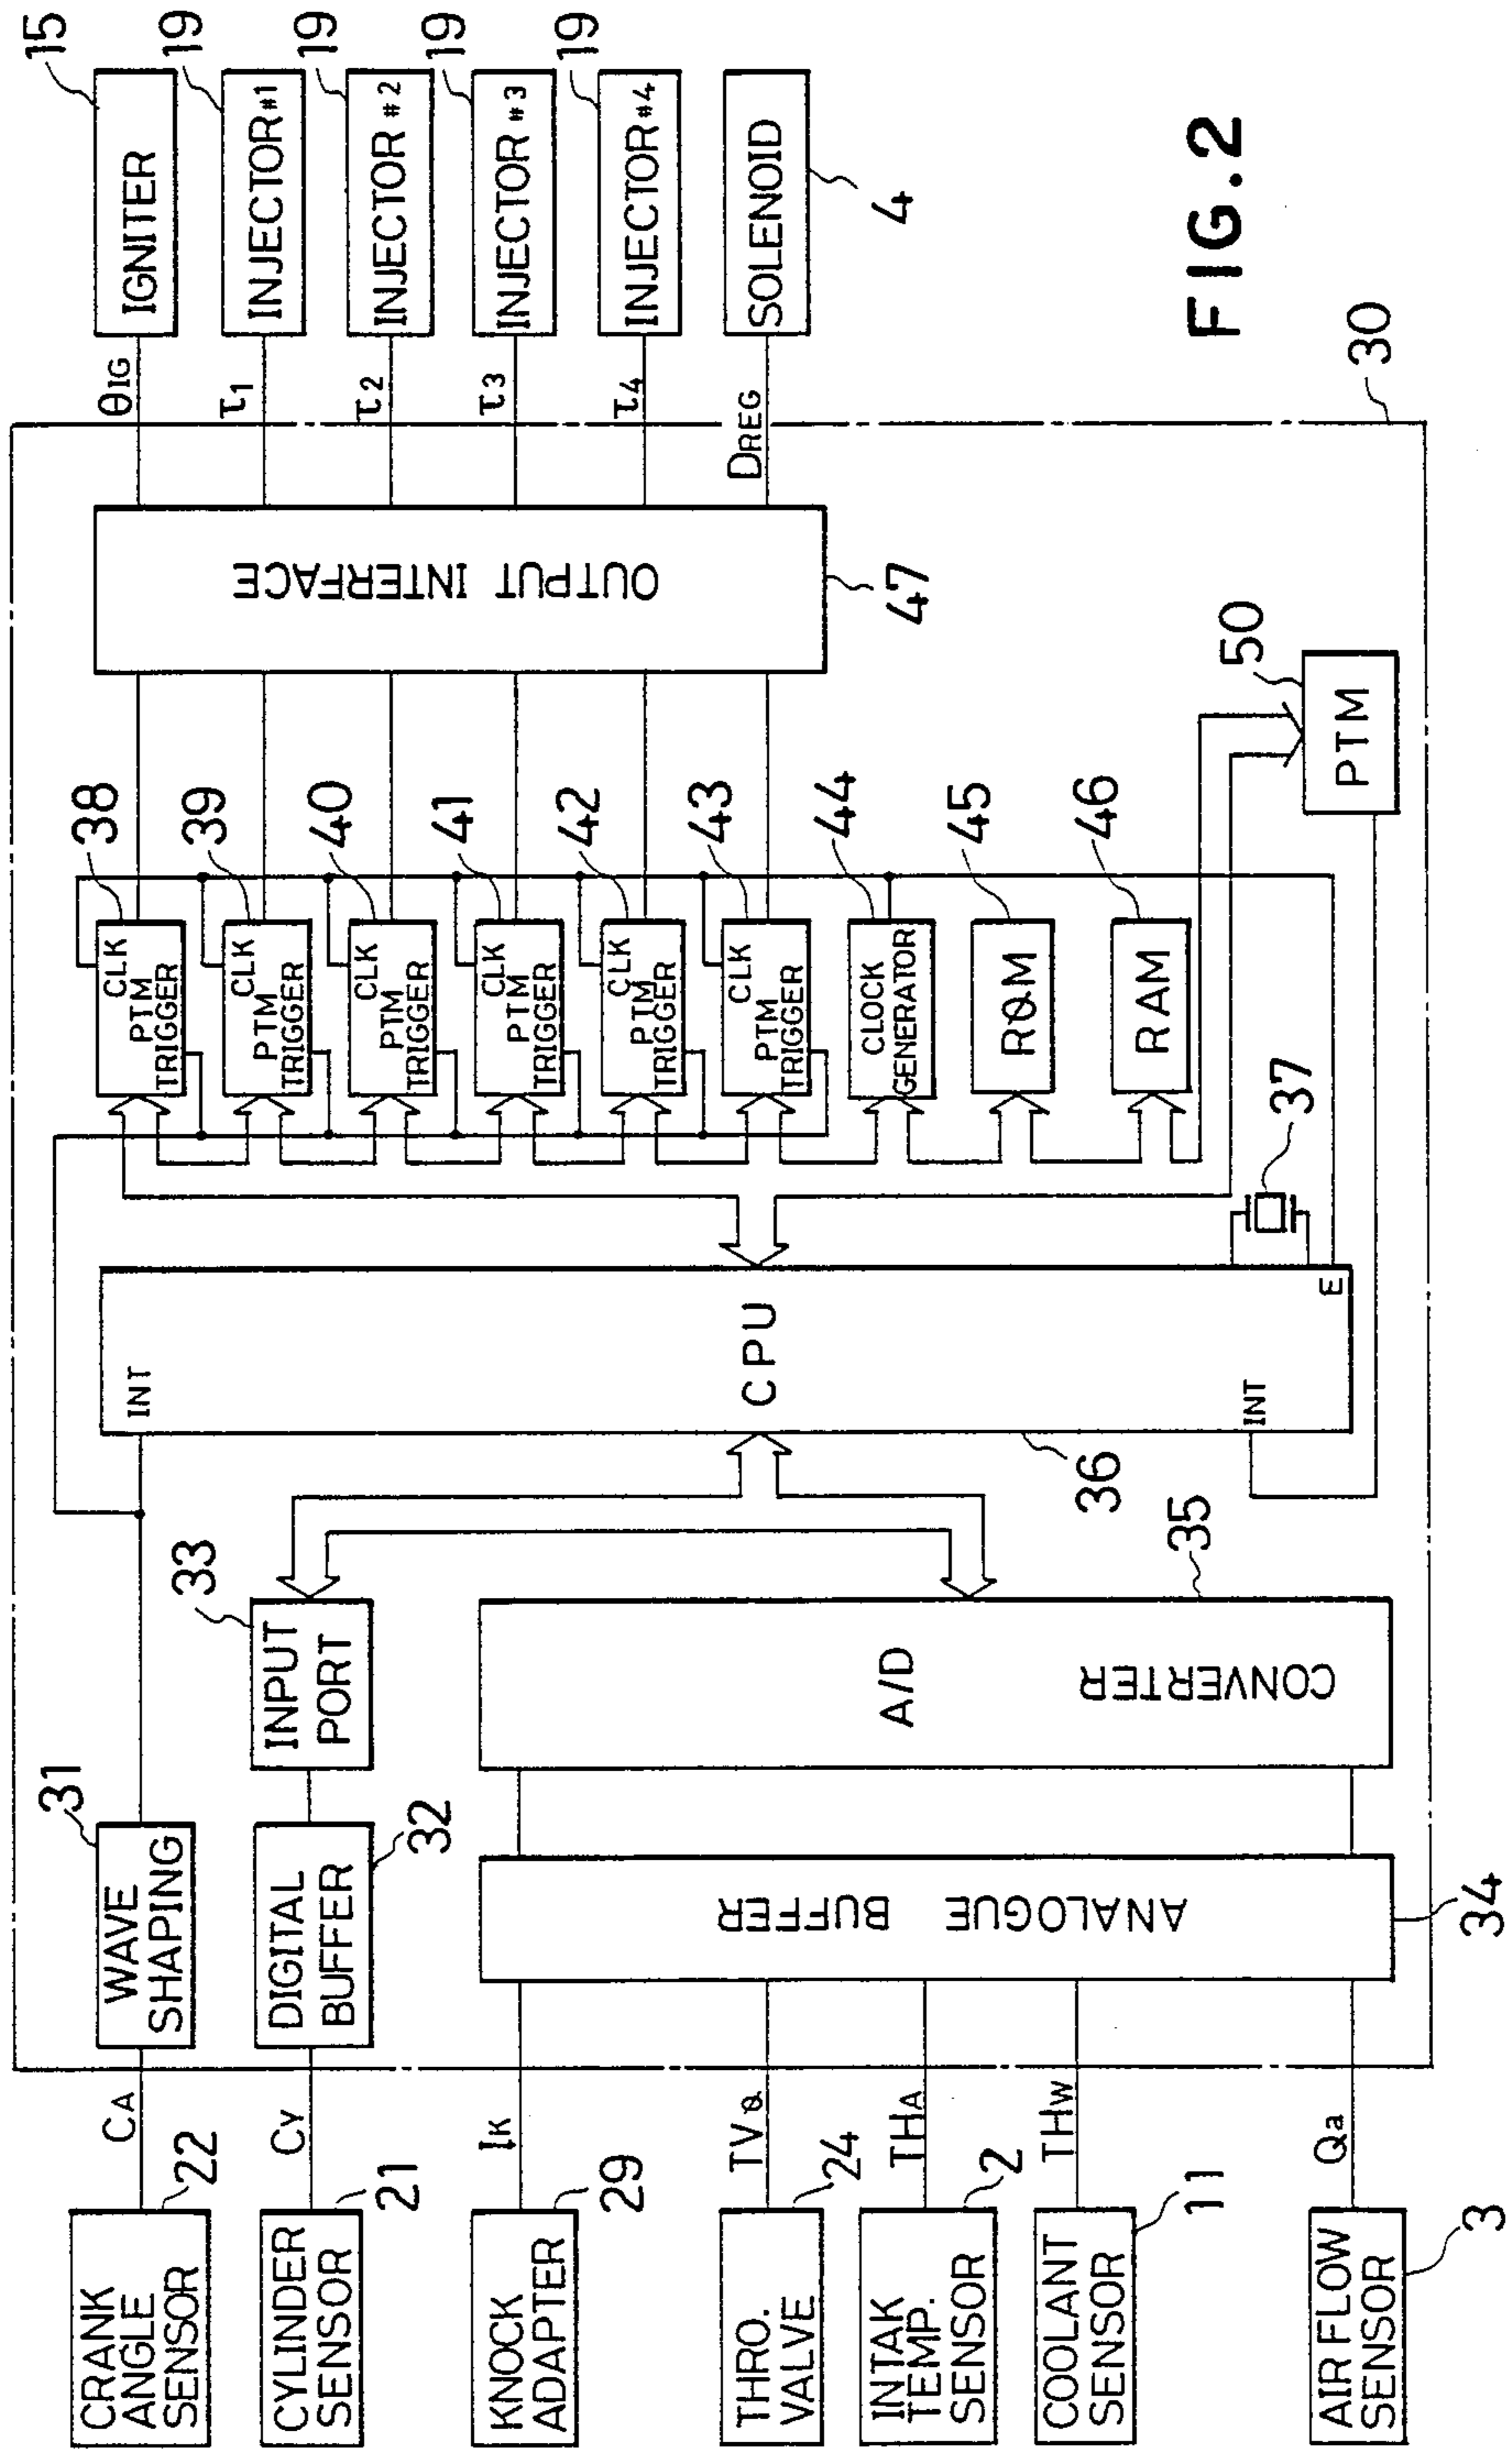 CRANK
ANGLE
SENSOR
22
CA
CYLINDER
SENSOR
21
CY
KNOCK
ADAPTER
29
IK
THRO.
VALVE
24
TVθ
INTAK
TEMP.
SENSOR
2
THA
COOLANT
SENSOR
11
THW
AIR FLOW
SENSOR
3
Qa
WAVE
SHAPING
31
DIGITAL
BUFFER
32
INPUT
PORT
33
ANALOGUE BUFFER
34
A/D
CONVERTER
35
INT
CPU
INT
E
36
37
CLK
PTM
TRIGGER
38
CLK
PTM
TRIGGER
39
CLK
PTM
TRIGGER
40
CLK
PTM
TRIGGER
41
CLK
PTM
TRIGGER
42
CLK
PTM
TRIGGER
43
CLOCK
GENERATOR
44
ROM
45
RAM
46
PTM
50
OUTPUT INTERFACE
47
θIG
τ1
τ2
τ3
τ4
DREG
IGNITER
15
INJECTOR #1
19
INJECTOR #2
19
INJECTOR #3
19
INJECTOR #4
19
SOLENOID
4
30
FIG.2